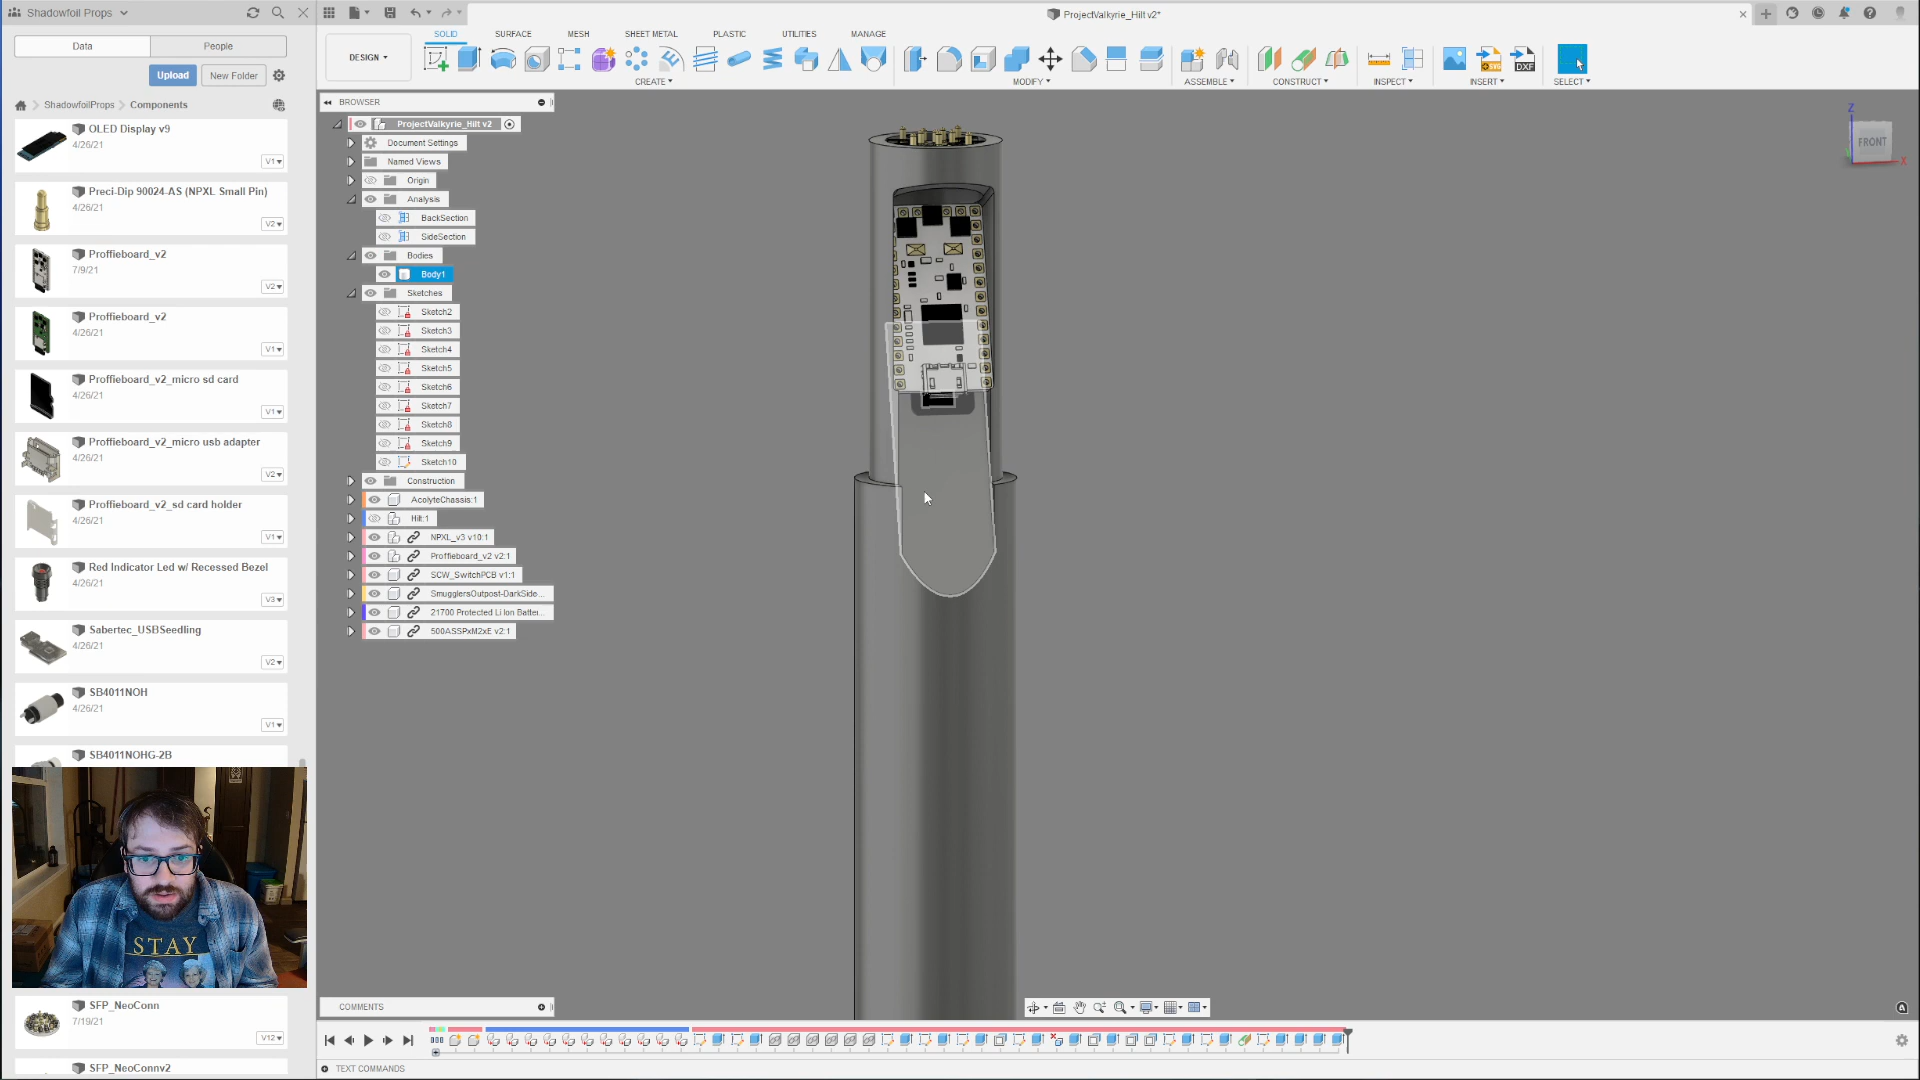 Shadowfoil Props
ProjectValkyrie_Hilt v2*
Data
People
Upload
New Folder
ShadowfoilProps
Components
DESIGN
SOLID
SURFACE
MESH
SHEET METAL
PLASTIC
UTILITIES
MANAGE
CREATE
MODIFY
ASSEMBLE
CONSTRUCT
INSPECT
INSERT
SELECT
SVG
DXF
OLED Display v9
4/26/21
V1
Preci-Dip 90024-AS (NPXL Small Pin)
4/26/21
V2
Proffieboard_v2
7/9/21
V2
Proffieboard_v2
4/26/21
V1
Proffieboard_v2_micro sd card
4/26/21
V1
Proffieboard_v2_micro usb adapter
4/26/21
V2
Proffieboard_v2_sd card holder
4/26/21
V1
Red Indicator Led w/ Recessed Bezel
4/26/21
V3
Sabertec_USBSeedling
4/26/21
V2
SB4011NOH
4/26/21
V1
SB4011NOHG-2B
STAY
SFP_NeoConn
7/19/21
V12
SFP_NeoConnv2
BROWSER
ProjectValkyrie_Hilt v2
Document Settings
Named Views
Origin
Analysis
BackSection
SideSection
Bodies
Body1
Sketches
Sketch2
Sketch3
Sketch4
Sketch5
Sketch6
Sketch7
Sketch8
Sketch9
Sketch10
Construction
AcolyteChassis:1
Hilt:1
NPXL_v3 v10:1
Proffieboard_v2 v2:1
SCW_SwitchPCB v1:1
SmugglersOutpost-DarkSide...
21700 Protected Li Ion Batter...
500ASSPxM2xE v2:1
Z
FRONT
X
COMMENTS
TEXT COMMANDS